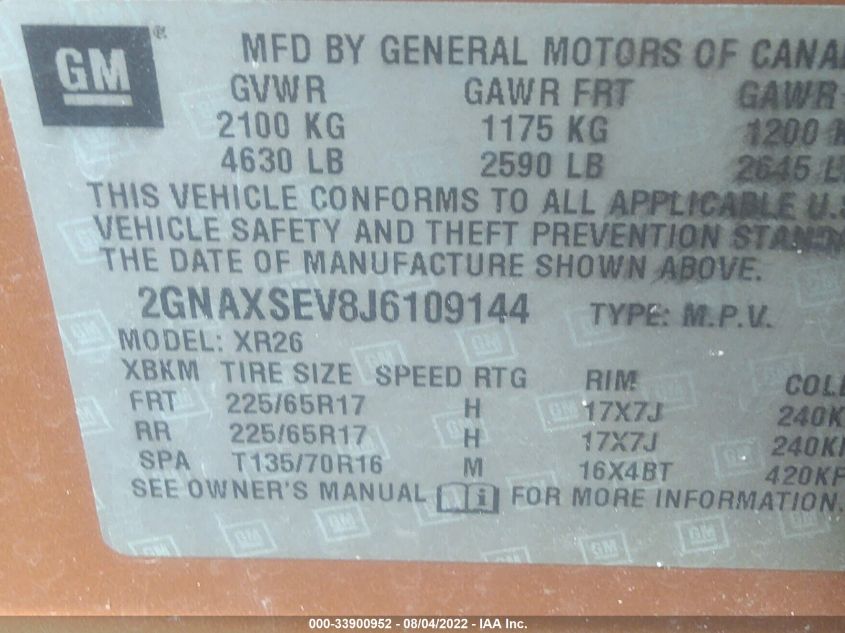 GM ®
MFD BY GENERAL MOTORS OF CANA
GVWR GAWR FRT GAWR
2100 KG 1175 KG 1200 K
4630 LB 2590 LB 2645 L
THIS VEHICLE CONFORMS TO ALL APPLICABLE U.S
VEHICLE SAFETY AND THEFT PREVENTION STANDA
THE DATE OF MANUFACTURE SHOWN ABOVE.
2GNAXSEV8J6109144 TYPE: M.P.V.
MODEL: XR26
XBKM TIRE SIZE SPEED RTG RIM COLD
FRT 225/65R17 H 17X7J 240K
RR 225/65R17 H 17X7J 240KP
SPA T135/70R16 M 16X4BT 420KP
SEE OWNER'S MANUAL FOR MORE INFORMATION.
000-33900952 - 08/04/2022 - IAA Inc.